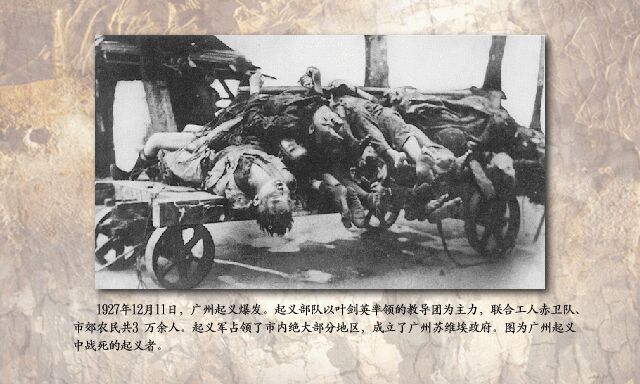 1927年12月11日，广州起义爆发。起义部队以叶剑英率领的教导团为主力，联合工人赤卫队、
市郊农民共3 万余人。起义军占领了市内绝大部分地区，成立了广州苏维埃政府。图为广州起义
中战死的起义者。